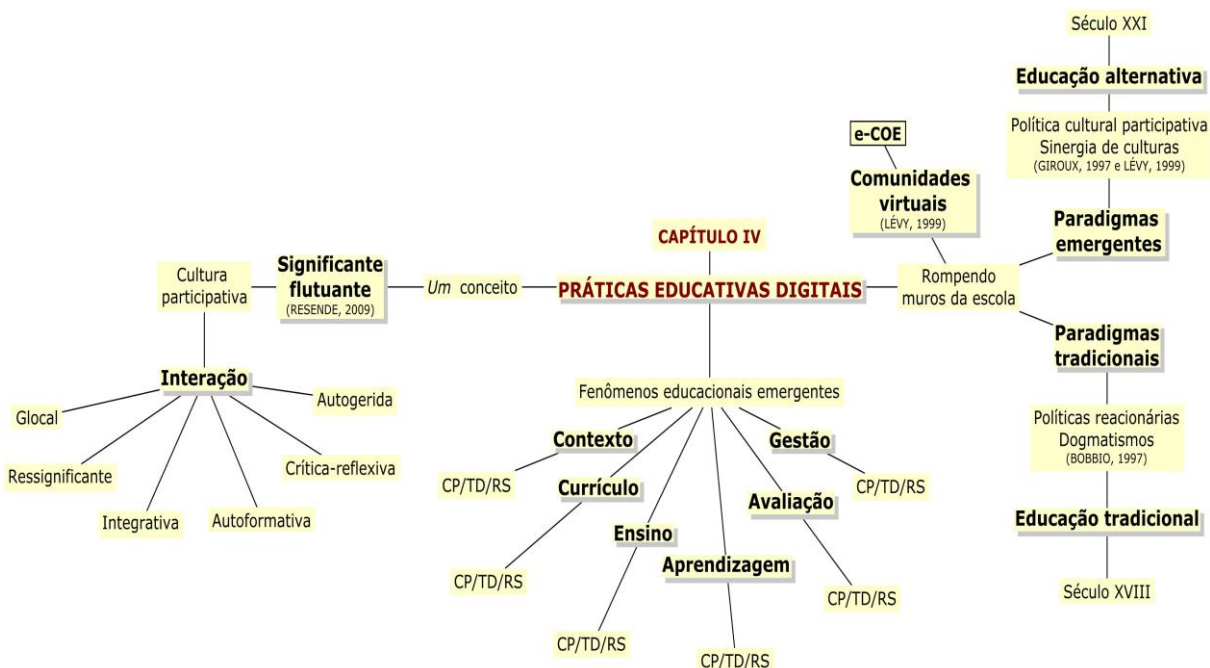 Século XXI
Educação alternativa
Política cultural participativa
Sinergia de culturas
(GIROUX, 1997 e LÉVY, 1999)
Paradigmas
emergentes
e-COE
Comunidades
virtuais
(LÉVY, 1999)
Rompendo
muros da escola
CAPÍTULO IV
PRÁTICAS EDUCATIVAS DIGITAIS
Um conceito
Significante
flutuante
(RESENDE, 2009)
Cultura
participativa
Interação
Glocal
Ressignificante
Integrativa
Autoformativa
Crítica-reflexiva
Autogerida
Fenômenos educacionais emergentes
Contexto
CP/TD/RS
Currículo
CP/TD/RS
Ensino
CP/TD/RS
Aprendizagem
CP/TD/RS
Avaliação
CP/TD/RS
Gestão
CP/TD/RS
Paradigmas
tradicionais
Políticas reacionárias
Dogmatismos
(BOBBIO, 1997)
Educação tradicional
Século XVIII